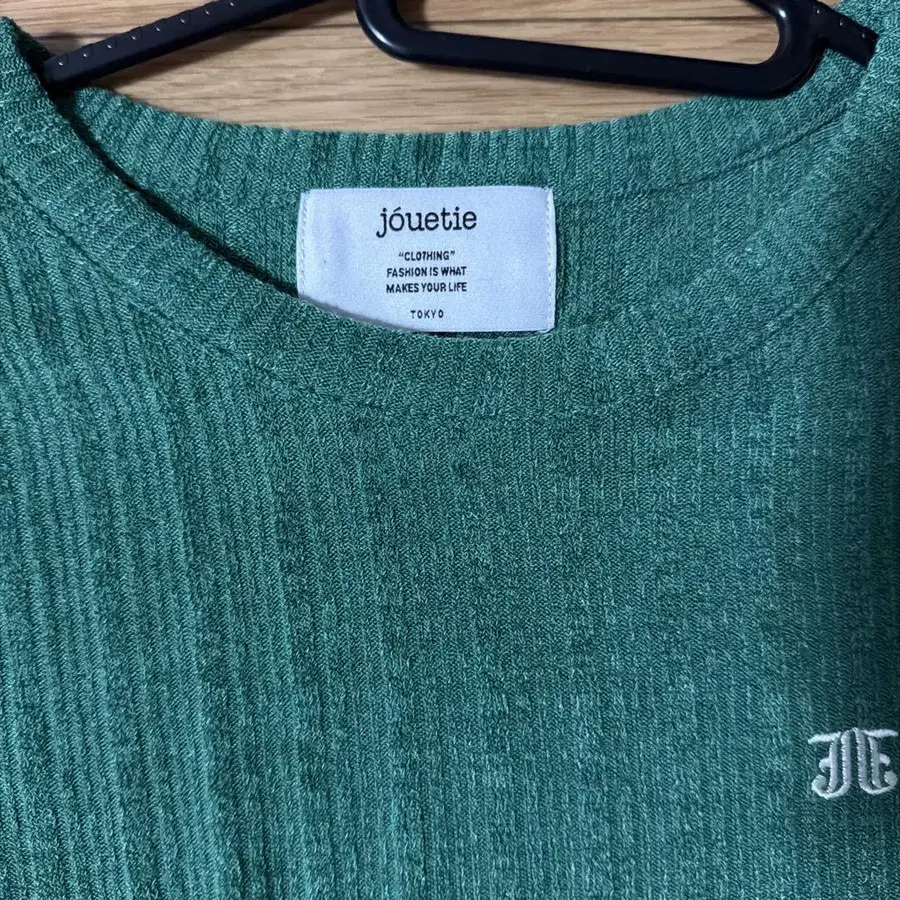 jóuetie
“CLOTHING”
FASHION IS WHAT
MAKES YOUR LIFE
TOKYO